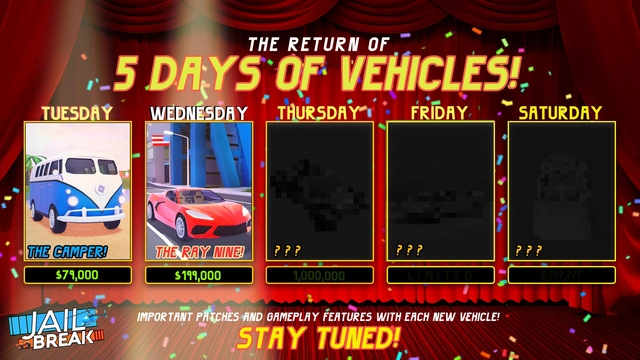 THE RETURN OF
5 DAYS OF VEHICLES!
TUESDAY
WEDNESDAY
THURSDAY
FRIDAY
SATURDAY
THE CAMPER!
THE RAY NINE!
? ? ?
? ? ?
? ? ?
$79,000
$199,000
1,000,000
LIMITED
IMPORTANT PATCHES AND GAMEPLAY FEATURES WITH EACH NEW VEHICLE!
STAY TUNED!
JAIL
BREAK